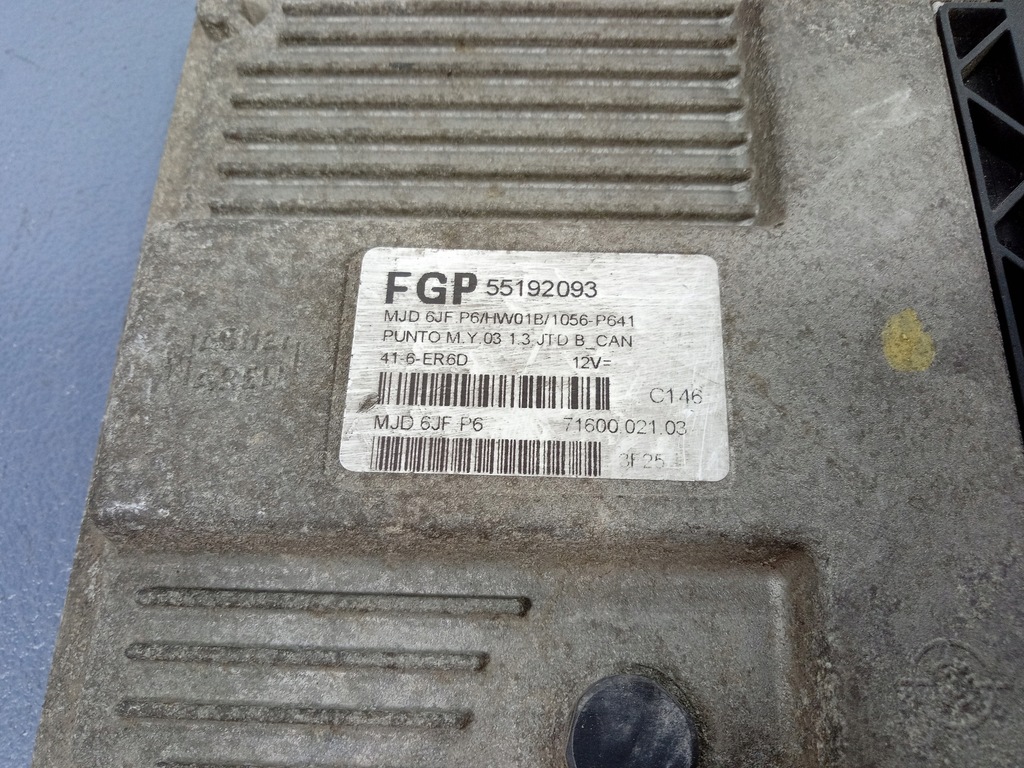 FGP 55192093
MJD 6JF P6/HW01B/1056-P641
PUNTO M.Y.03 1.3 JTD B_CAN
41-6-ER6D 12V=
C146
MJD 6JF P6 71600.021.03
3F25